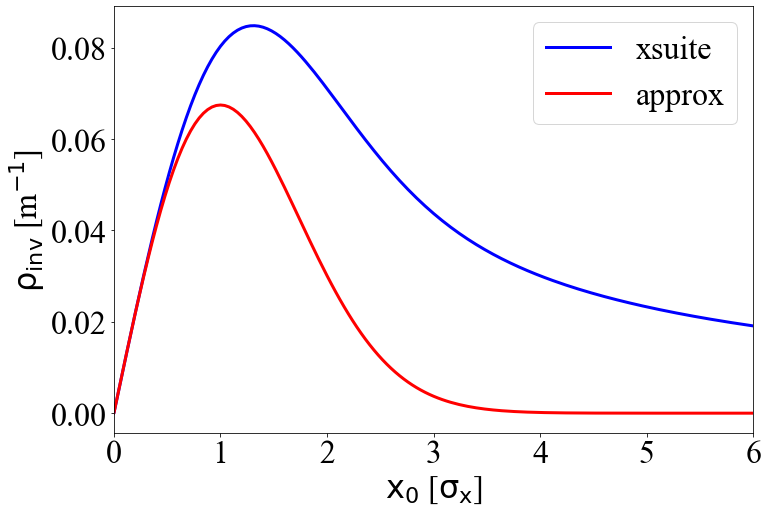 xsuite
approx
0.08
0.06
0.04
0.02
0.00
ρinv [m−1]
0 1 2 3 4 5 6
x0 [σx]